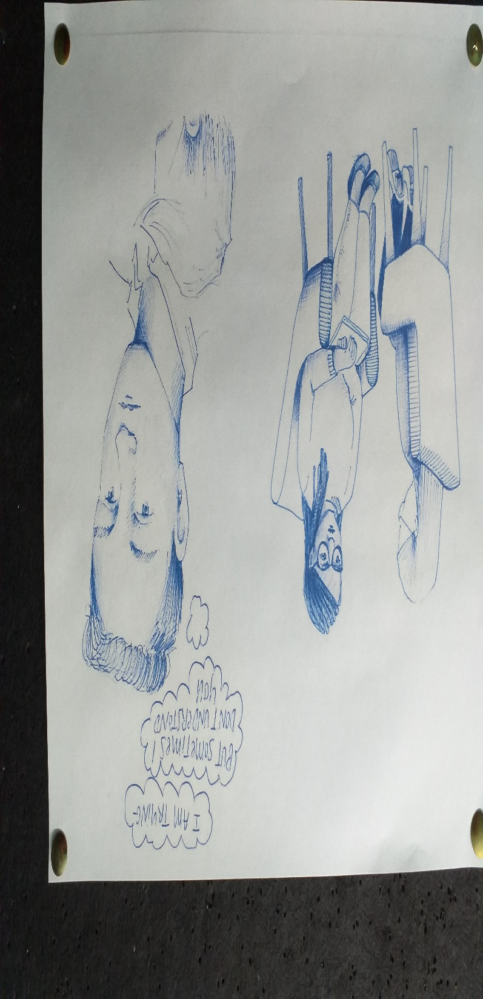 I AM TRYING
BUT SOMETIMES I
DON'T UNDERSTAND
YOU